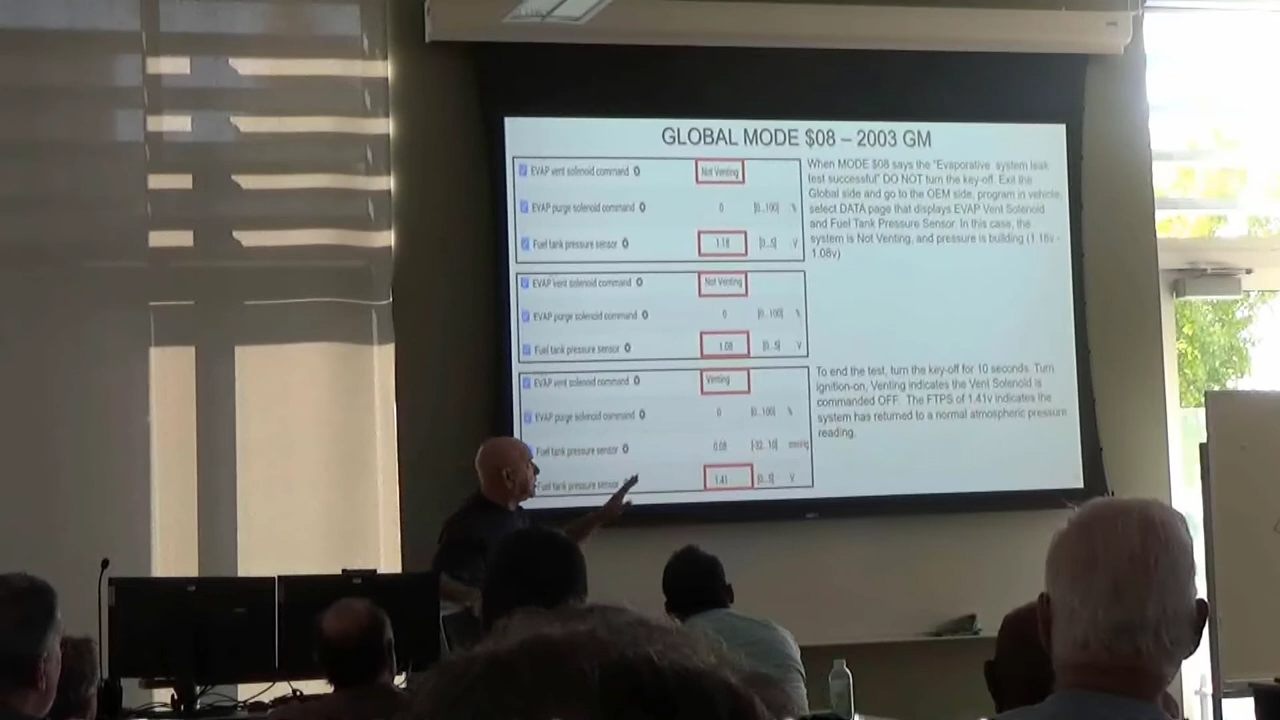 GLOBAL MODE $08 – 2003 GM
EVAP vent solenoid command Not Venting
EVAP purge solenoid command 0 [0..100] %
Fuel tank pressure sensor 1.18 [0..5] V
EVAP vent solenoid command Not Venting
EVAP purge solenoid command 0 [0..100] %
Fuel tank pressure sensor 1.08 [0..5] V
EVAP vent solenoid command Venting
EVAP purge solenoid command 0 [0..100] %
Fuel tank pressure sensor 0.08 mmHg
Fuel tank pressure sensor 1.41 [0..5] V
When MODE $08 says the "Evaporative system leak
test successful" DO NOT turn the key-off. Exit the
Global side and go to the OEM side, program in vehicle,
select DATA page that displays EVAP Vent Solenoid
and Fuel Tank Pressure Sensor. In this case, the
system is Not Venting, and pressure is building (1.18v -
1.08v)
To end the test, turn the key-off for 10 seconds. Turn
ignition-on, Venting indicates the Vent Solenoid is
commanded OFF. The FTPS of 1.41v indicates the
system has returned to a normal atmospheric pressure
reading.